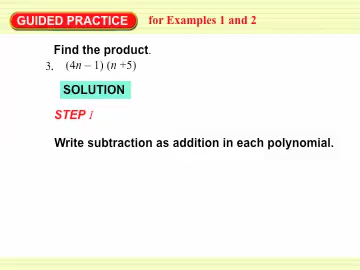 GUIDED PRACTICE for Examples 1 and 2
Find the product.
3. (4n – 1) (n +5)
SOLUTION
STEP 1
Write subtraction as addition in each polynomial.